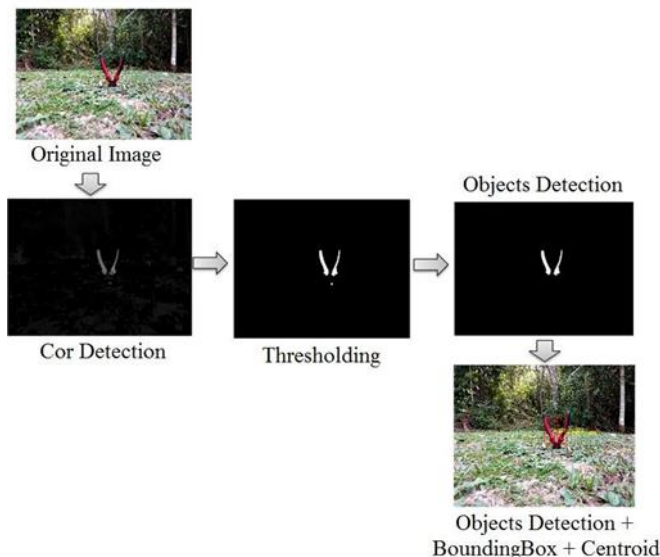 Original Image
Objects Detection
Cor Detection
Thresholding
Objects Detection +
BoundingBox + Centroid